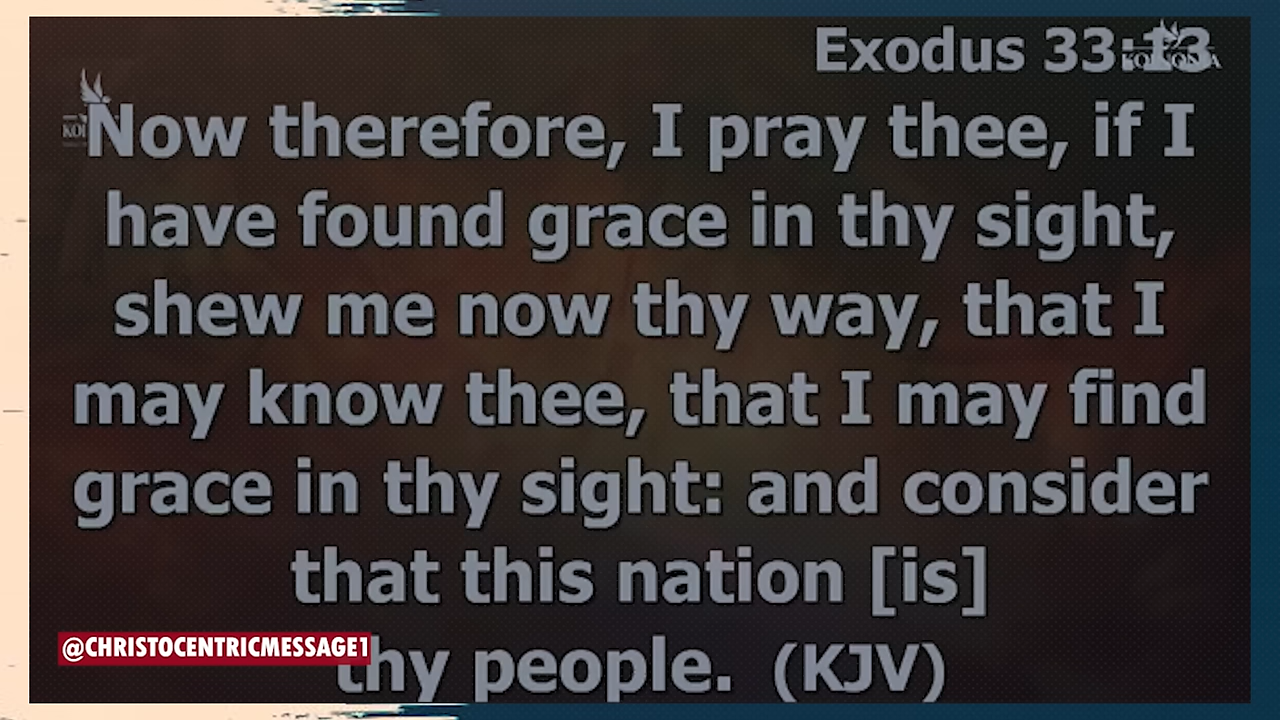 Exodus 33:13
KOINONIA
Now therefore, I pray thee, if I
have found grace in thy sight,
shew me now thy way, that I
may know thee, that I may find
grace in thy sight: and consider
that this nation [is]
thy people. (KJV)
@CHRISTOCENTRICMESSAGE1